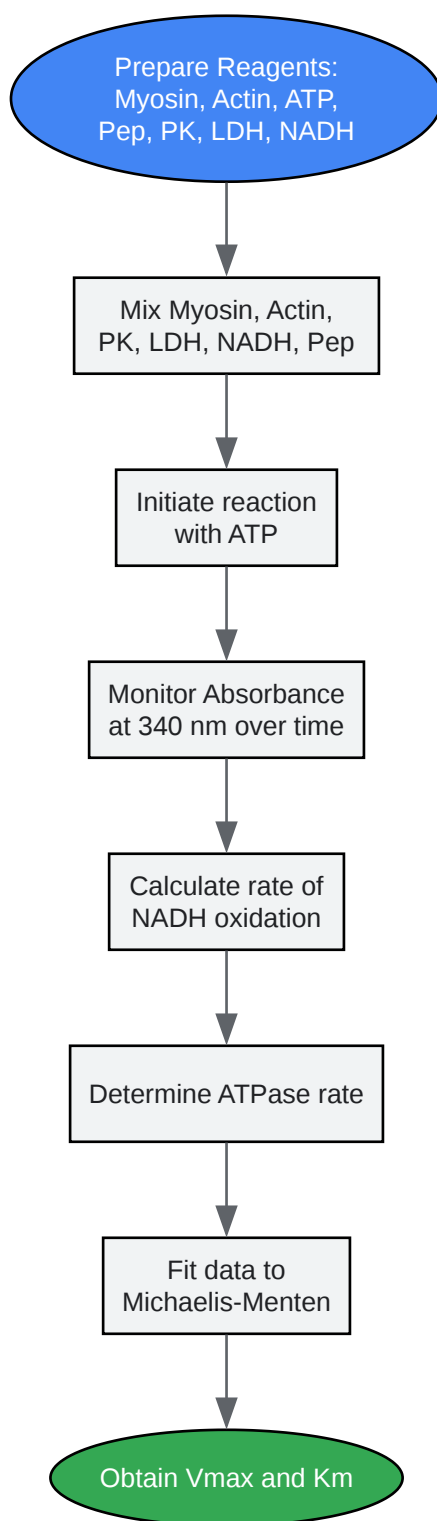 Prepare Reagents:
Myosin, Actin, ATP,
Pep, PK, LDH, NADH
Mix Myosin, Actin,
PK, LDH, NADH, Pep
Initiate reaction
with ATP
Monitor Absorbance
at 340 nm over time
Calculate rate of
NADH oxidation
Determine ATPase rate
Fit data to
Michaelis-Menten
Obtain Vmax and Km